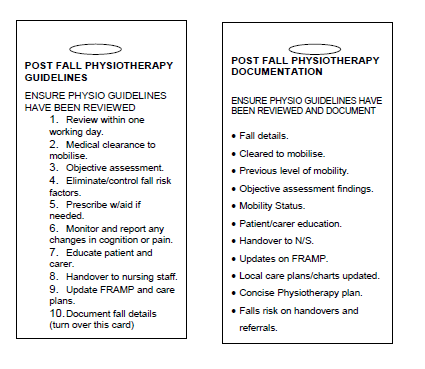 POST FALL PHYSIOTHERAPY
GUIDELINES
ENSURE PHYSIO GUIDELINES
HAVE BEEN REVIEWED
1. Review within one
working day.
2. Medical clearance to
mobilise.
3. Objective assessment.
4. Eliminate/control fall risk
factors.
5. Prescribe w/aid if
needed.
6. Monitor and report any
changes in cognition or pain.
7. Educate patient and
carer.
8. Handover to nursing staff.
9. Update FRAMP and care
plans.
10. Document fall details
(turn over this card)
POST FALL PHYSIOTHERAPY
DOCUMENTATION
ENSURE PHYSIO GUIDELINES HAVE
BEEN REVIEWED AND DOCUMENT
• Fall details.
• Cleared to mobilise.
• Previous level of mobility.
• Objective assessment findings.
• Mobility Status.
• Patient/carer education.
• Handover to N/S.
• Updates on FRAMP.
• Local care plans/charts updated.
• Concise Physiotherapy plan.
• Falls risk on handovers and
referrals.